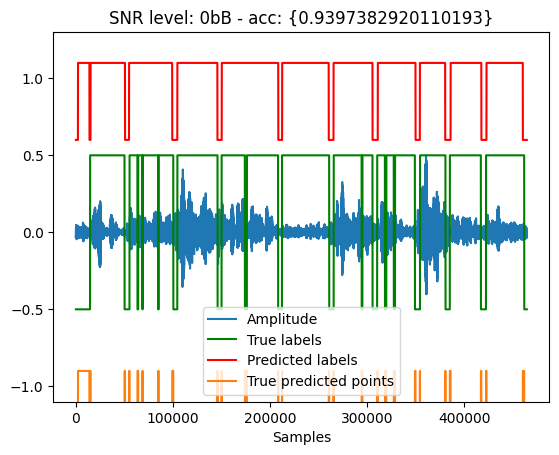 SNR level: 0bB - acc: {0.9397382920110193}
1.0
0.5
0.0
−0.5
−1.0
Amplitude
True labels
Predicted labels
True predicted points
0 100000 200000 300000 400000
Samples